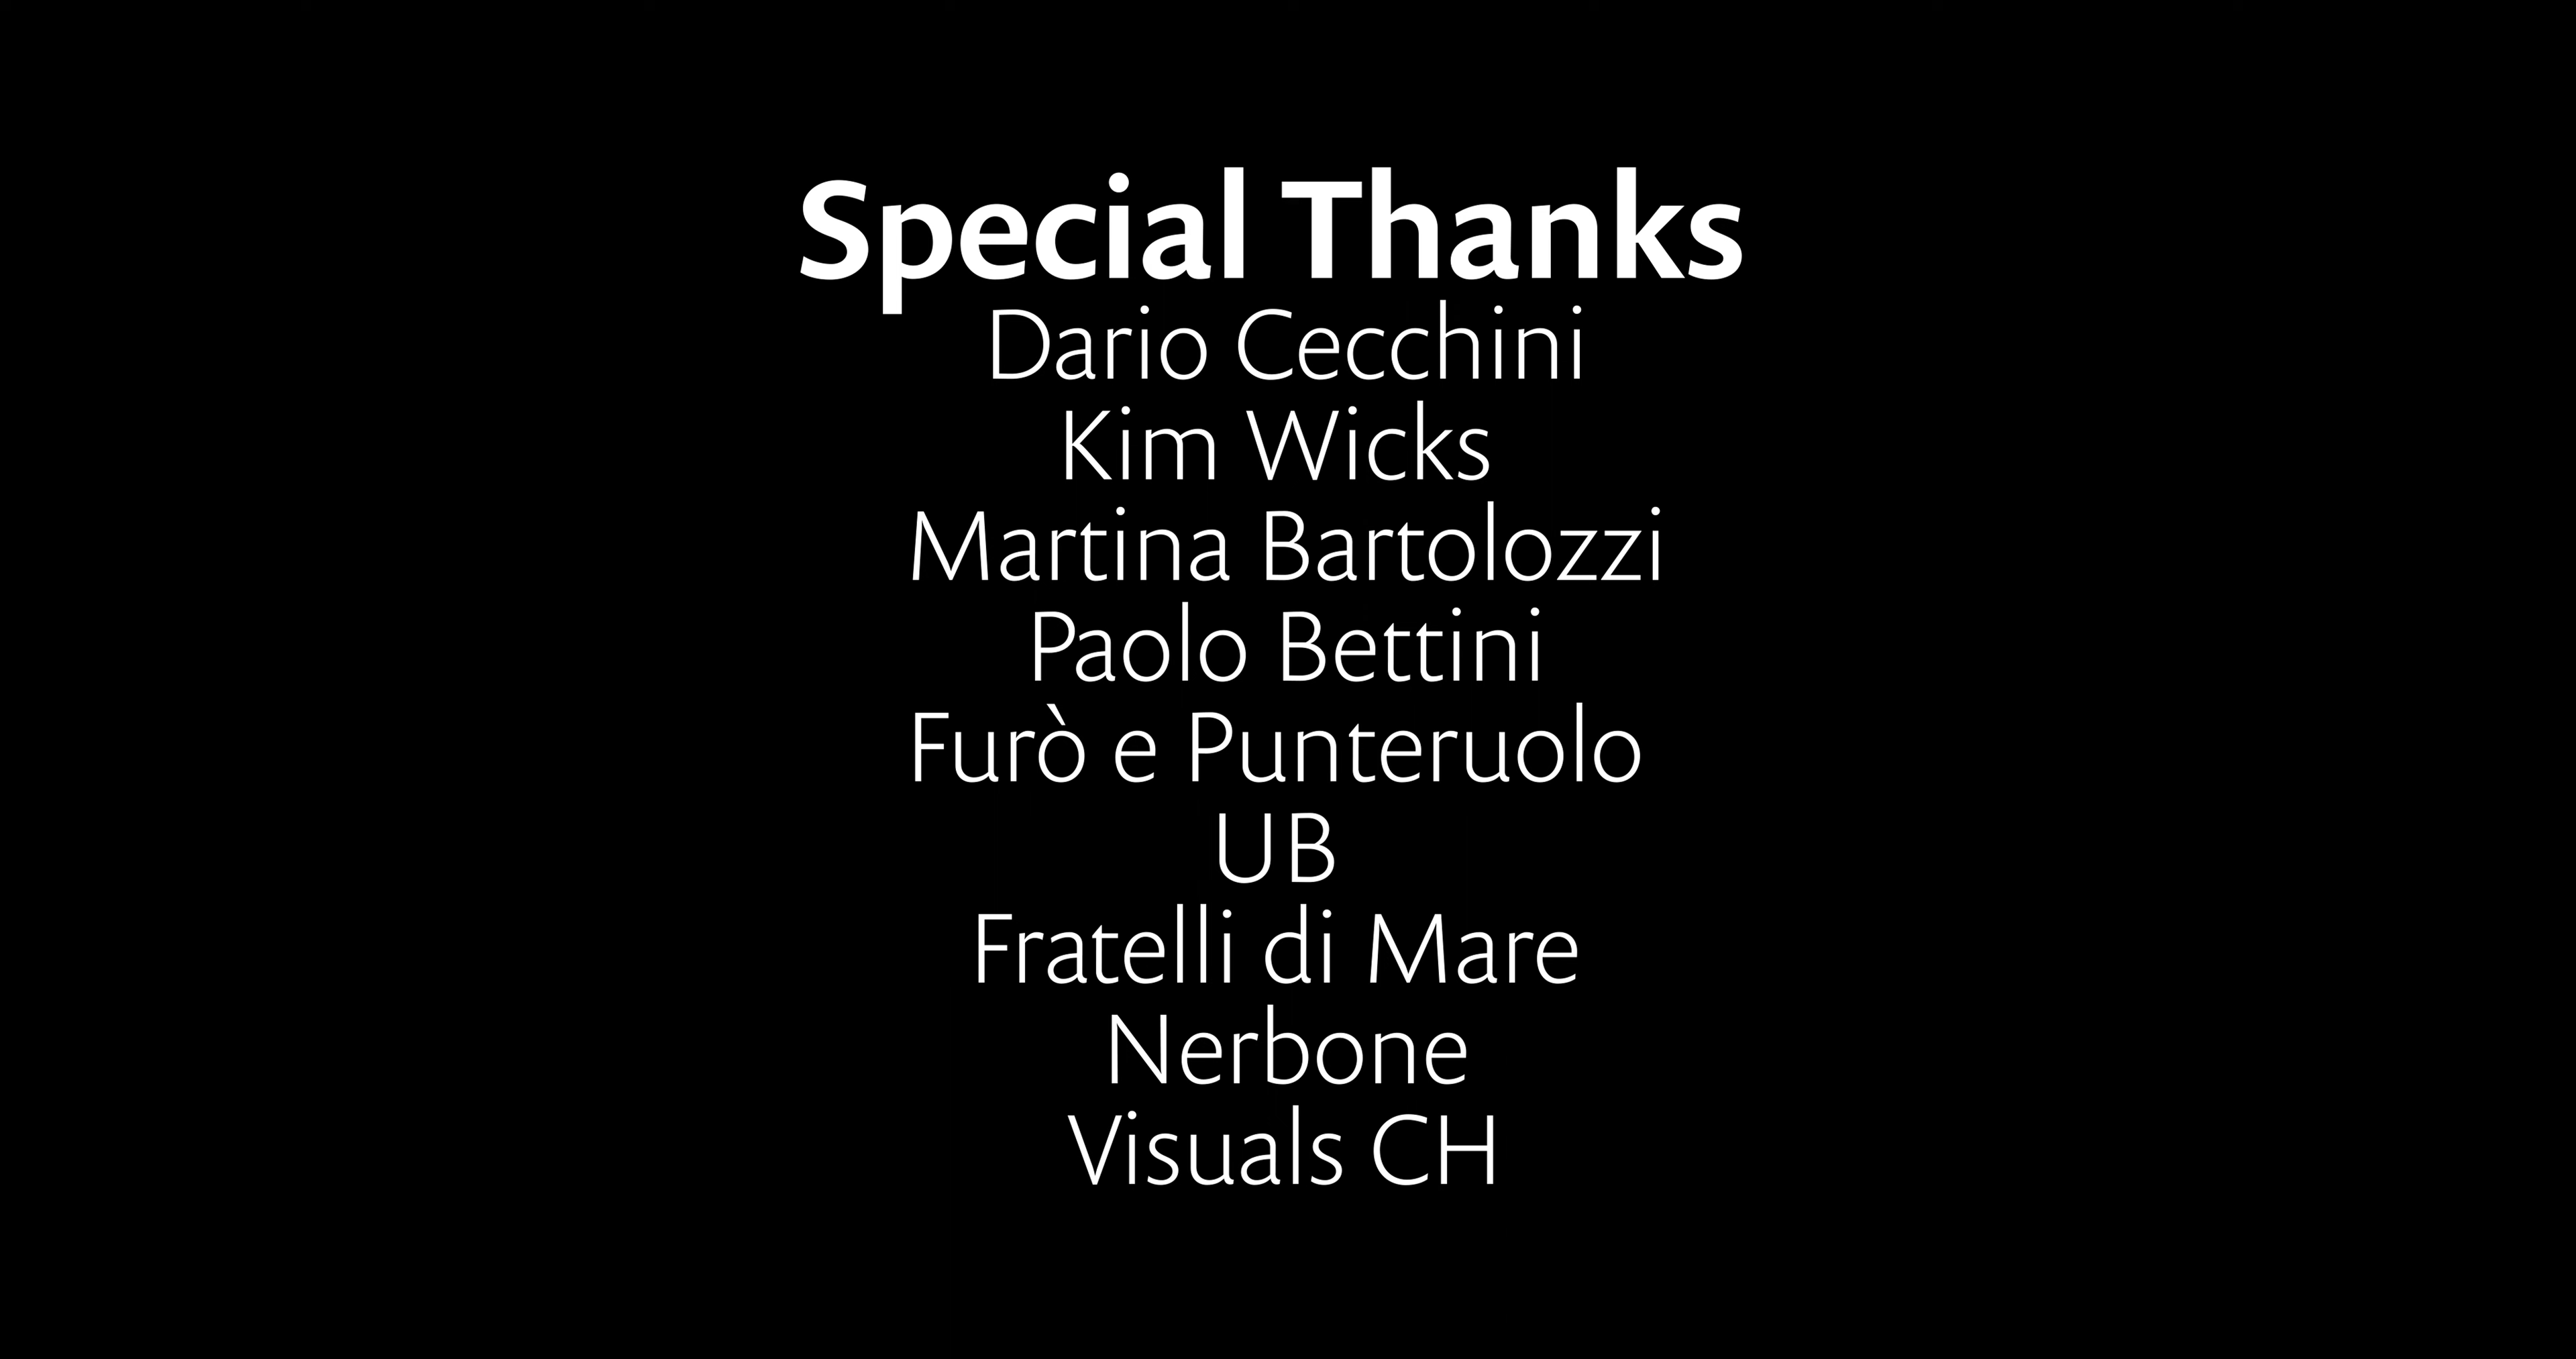 Special Thanks
Dario Cecchini
Kim Wicks
Martina Bartolozzi
Paolo Bettini
Furò e Punteruolo
UB
Fratelli di Mare
Nerbone
Visuals CH